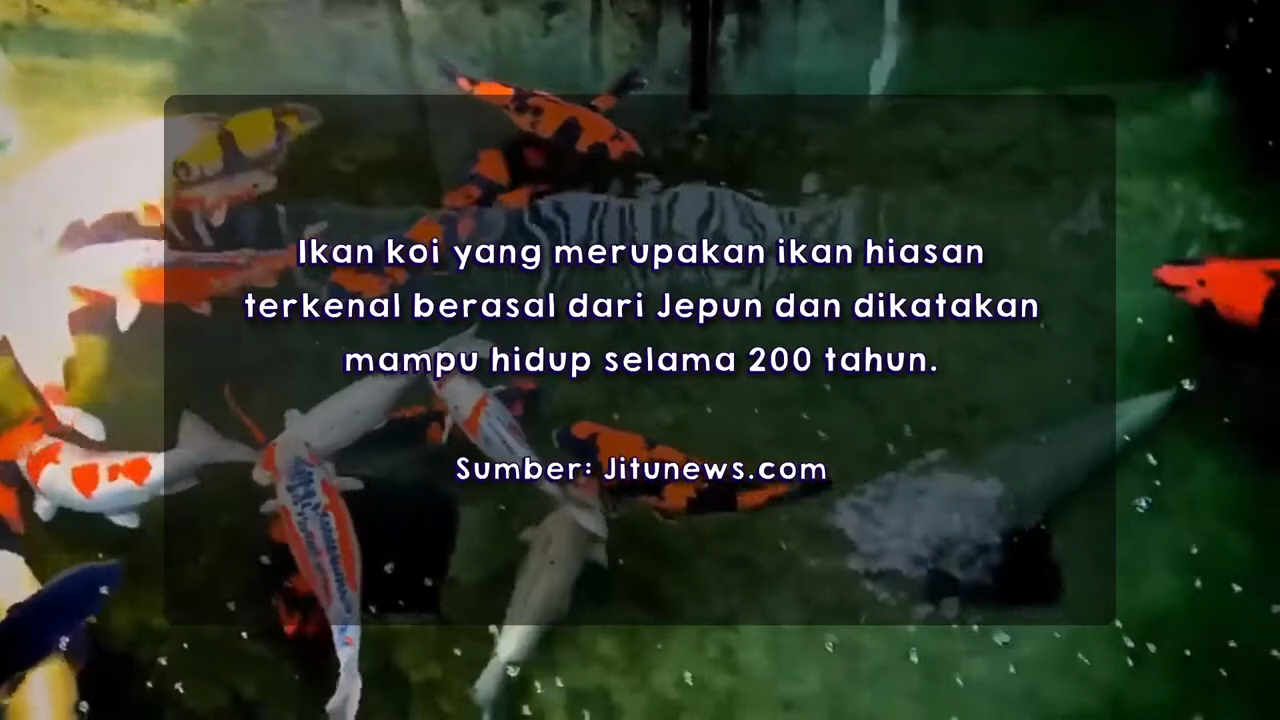 Ikan koi yang merupakan ikan hiasan
terkenal berasal dari Jepun dan dikatakan
mampu hidup selama 200 tahun.
Sumber: Jitunews.com